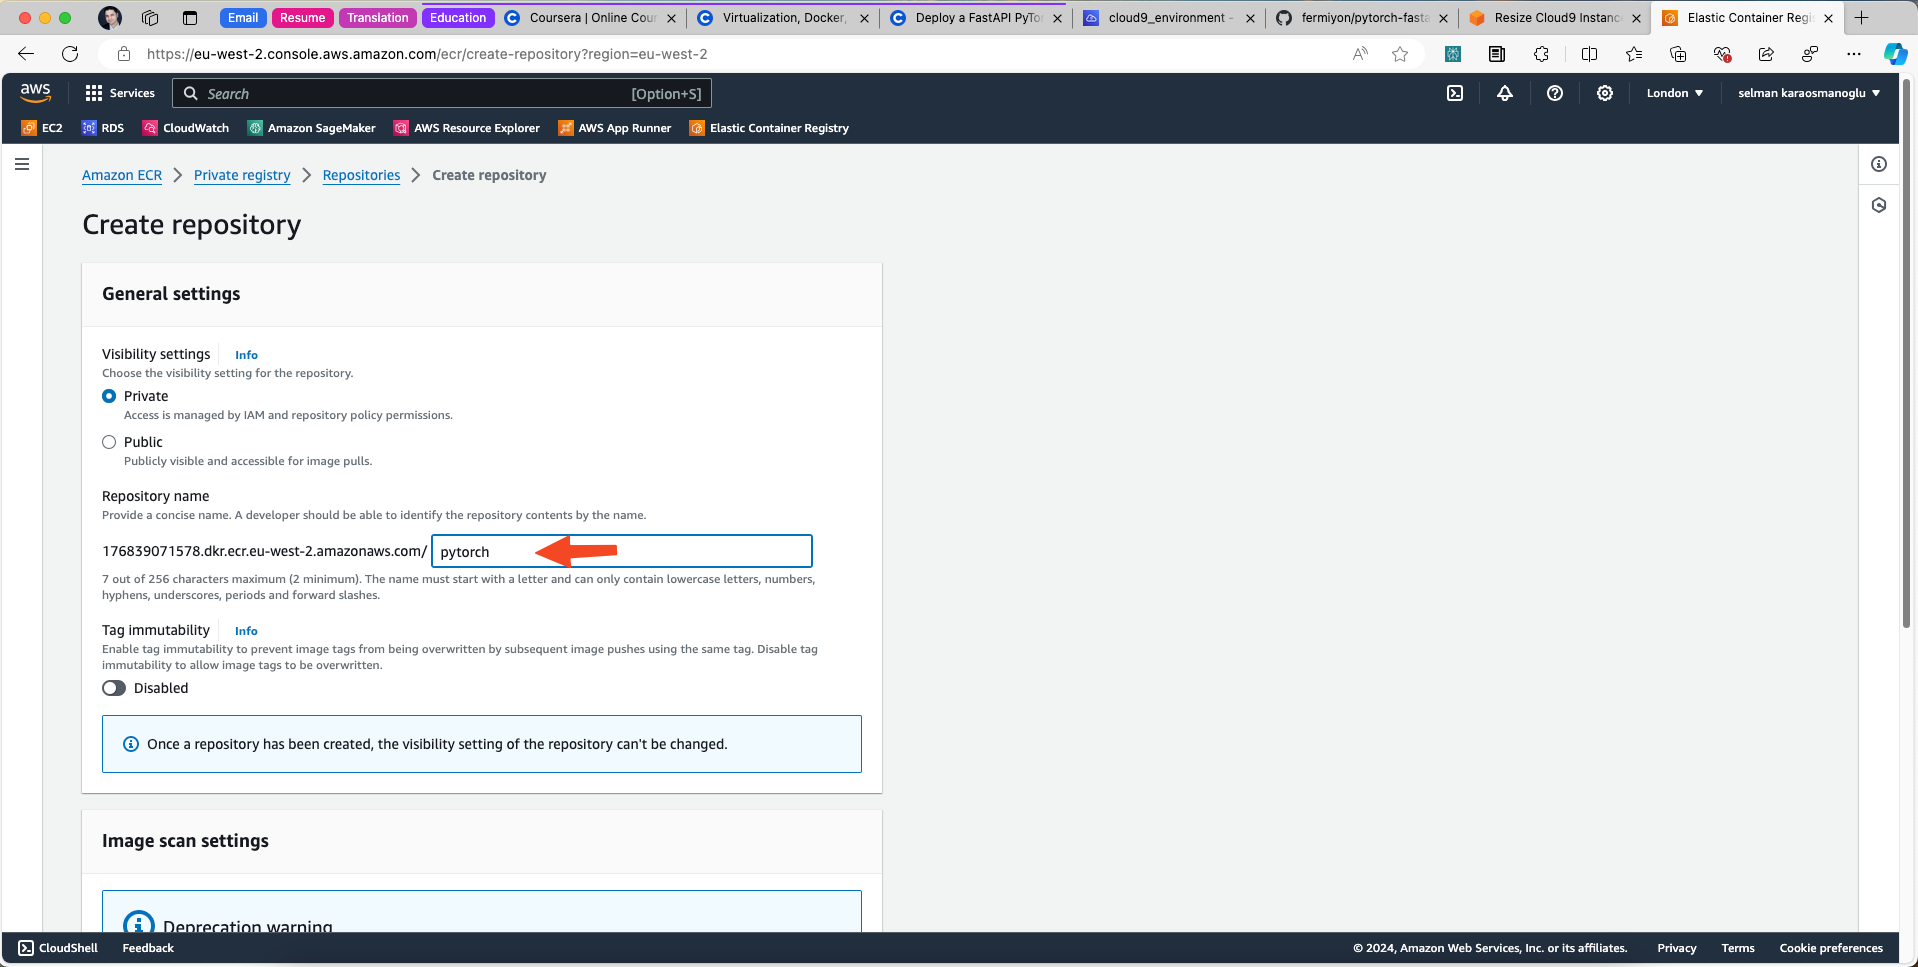 Email Resume Translation Education Coursera | Online Cour Virtualization, Docker, Deploy a FastAPI PyTor cloud9_environment - fermiyon/pytorch-fasta Resize Cloud9 Instanc Elastic Container Regi
https://eu-west-2.console.aws.amazon.com/ecr/create-repository?region=eu-west-2
aws Services Search [Option+S] London selman karaosmanoglu
EC2 RDS CloudWatch Amazon SageMaker AWS Resource Explorer AWS App Runner Elastic Container Registry
Amazon ECR Private registry Repositories Create repository
Create repository
General settings
Visibility settings Info
Choose the visibility setting for the repository.
Private
Access is managed by IAM and repository policy permissions.
Public
Publicly visible and accessible for image pulls.
Repository name
Provide a concise name. A developer should be able to identify the repository contents by the name.
176839071578.dkr.ecr.eu-west-2.amazonaws.com/ pytorch
7 out of 256 characters maximum (2 minimum). The name must start with a letter and can only contain lowercase letters, numbers,
hyphens, underscores, periods and forward slashes.
Tag immutability Info
Enable tag immutability to prevent image tags from being overwritten by subsequent image pushes using the same tag. Disable tag
immutability to allow image tags to be overwritten.
Disabled
Once a repository has been created, the visibility setting of the repository can't be changed.
Image scan settings
Deprecation warning
CloudShell Feedback © 2024, Amazon Web Services, Inc. or its affiliates. Privacy Terms Cookie preferences